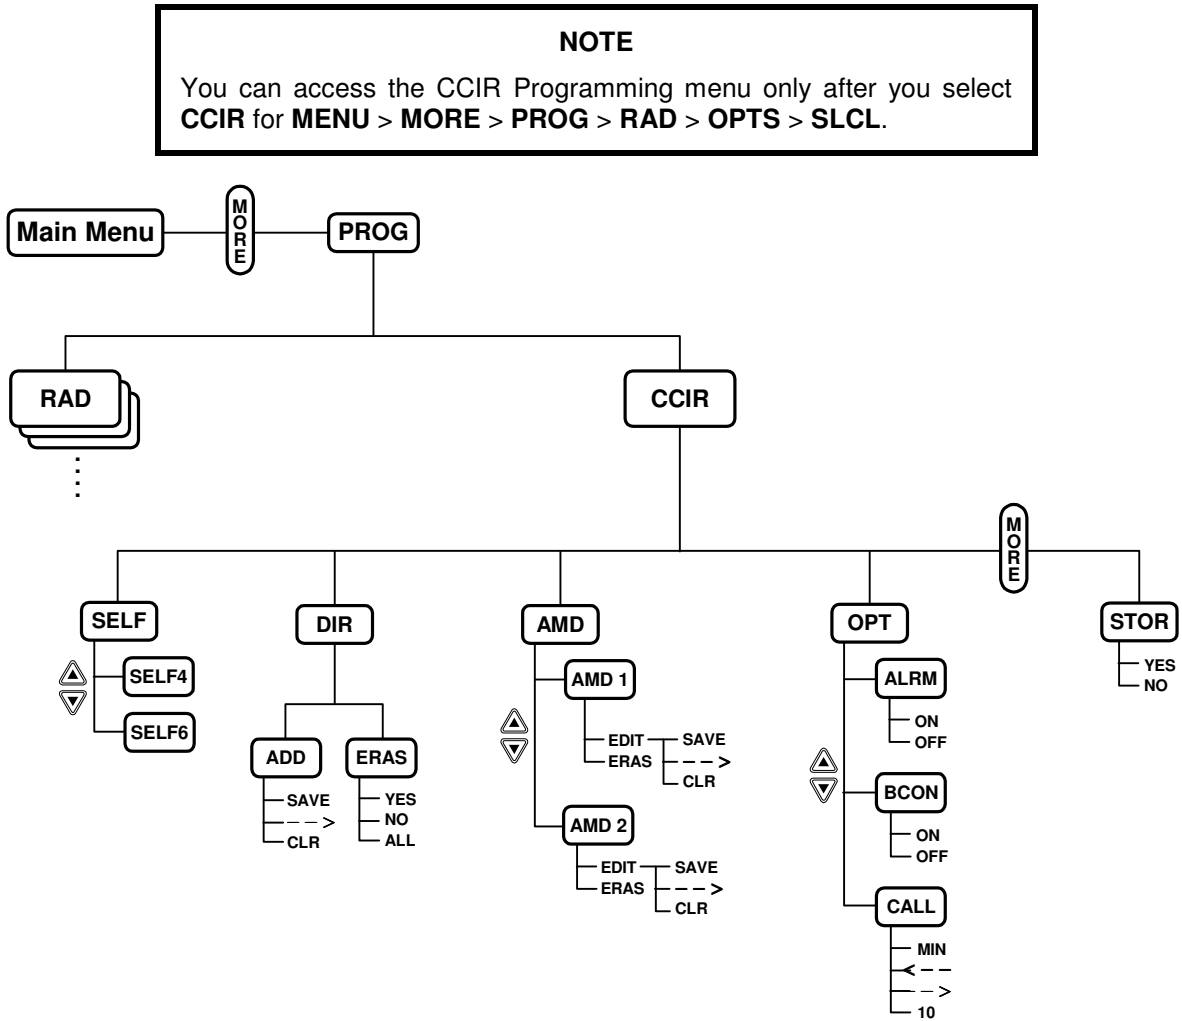 NOTE
You can access the CCIR Programming menu only after you select
CCIR for MENU > MORE > PROG > RAD > OPTS > SLCL.
Main Menu
MORE
PROG
RAD
CCIR
MORE
SELF
DIR
AMD
OPT
STOR
SELF4
SELF6
ADD
SAVE
-->
CLR
ERAS
YES
NO
ALL
AMD 1
EDIT
ERAS
SAVE
-->
CLR
AMD 2
EDIT
ERAS
SAVE
-->
CLR
ALRM
ON
OFF
BCON
ON
OFF
CALL
MIN
<--
-->
10
YES
NO